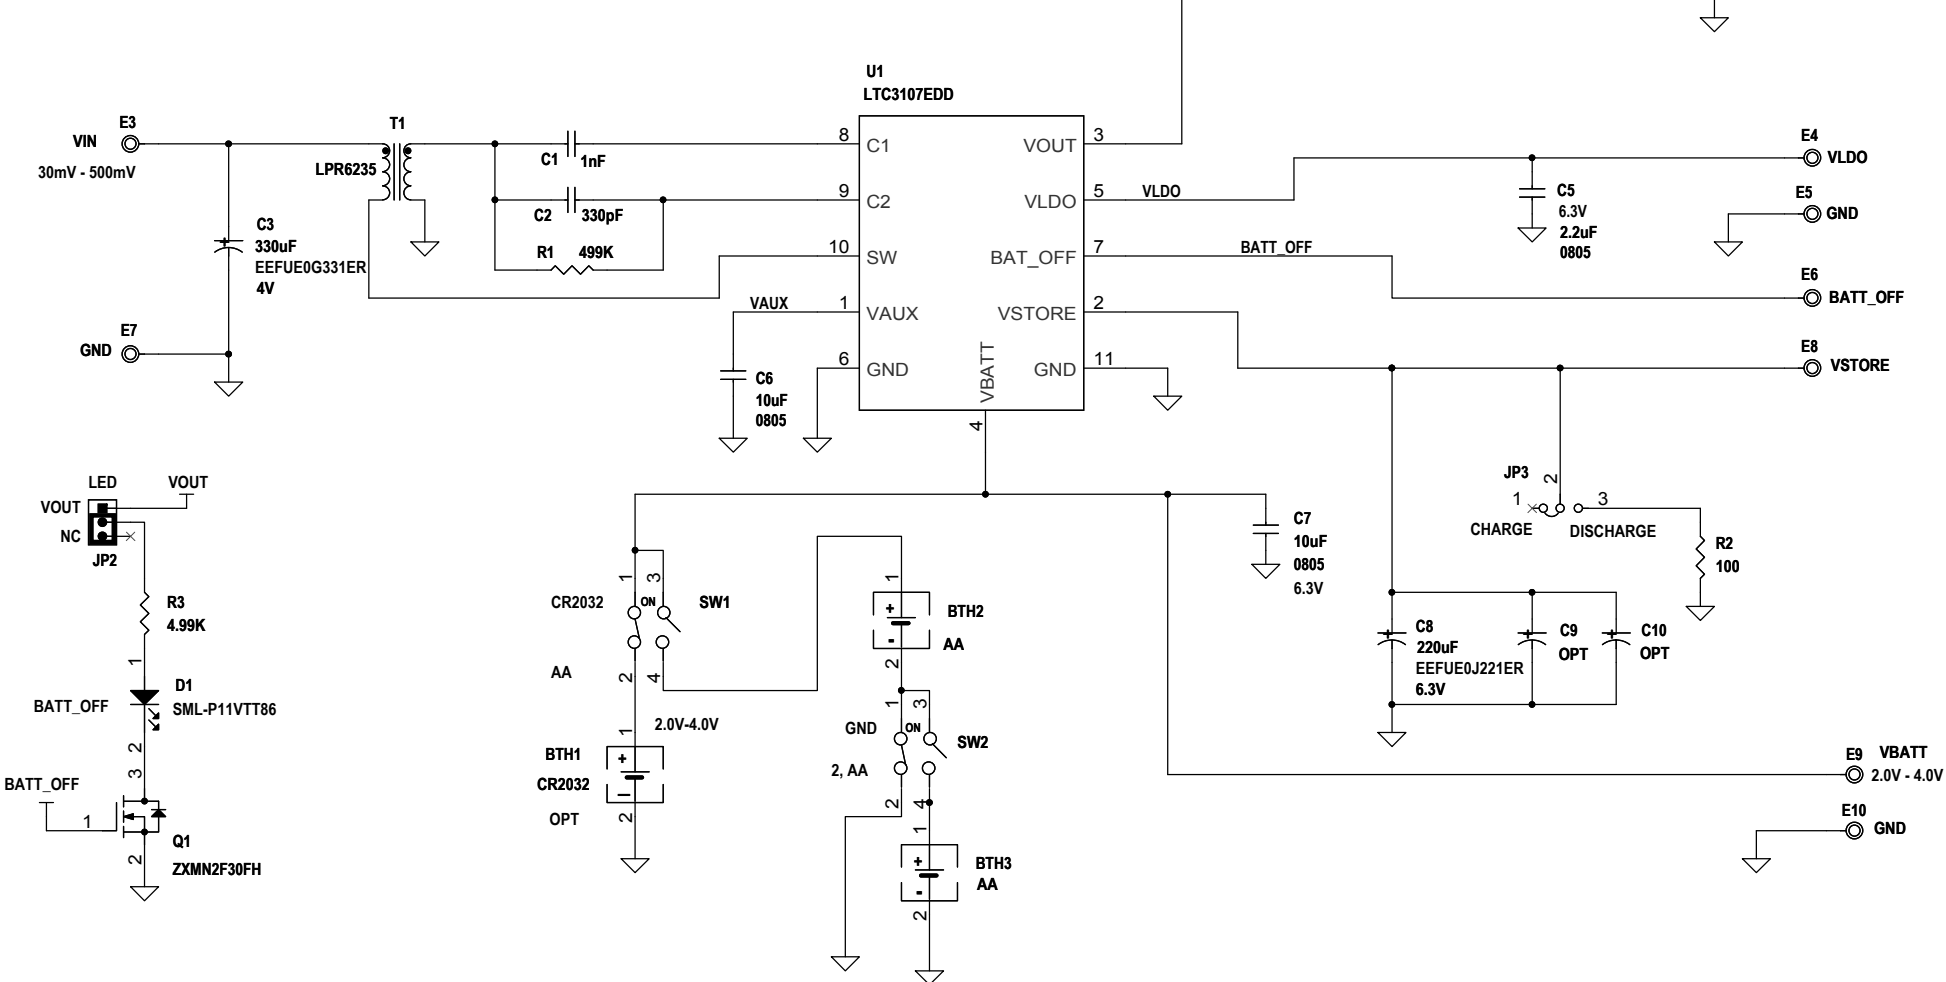 U1
LTC3107EDD
E3
VIN
30mV - 500mV
T1
LPR6235
C1 1nF
C2 330pF
R1 499K
C3
330uF
EEFUE0G331ER
4V
E7
GND
8 C1
9 C2
10 SW
VAUX 1 VAUX
6 GND
VOUT 3
VLDO 5 VLDO
BAT_OFF 7 BATT_OFF
VSTORE 2
GND 11
VBATT
4
C6
10uF
0805
E4
VLDO
E5
GND
C5
6.3V
2.2uF
0805
E6
BATT_OFF
E8
VSTORE
LED
VOUT
VOUT
NC
JP2
R3
4.99K
1
D1
SML-P11VTT86
BATT_OFF
2
3
BATT_OFF
1
Q1
2
ZXMN2F30FH
1
3
CR2032
ON
SW1
AA
2
4
2.0V-4.0V
1
BTH1
+
CR2032
–
OPT
2
1
+
BTH2
-
AA
2
1
3
GND
ON
SW2
2, AA
2
4
1
+
BTH3
AA
-
2
C7
10uF
0805
6.3V
JP3
2
1
3
CHARGE
DISCHARGE
R2
100
C8
220uF
EEFUE0J221ER
6.3V
C9
OPT
C10
OPT
E9
VBATT
2.0V - 4.0V
E10
GND